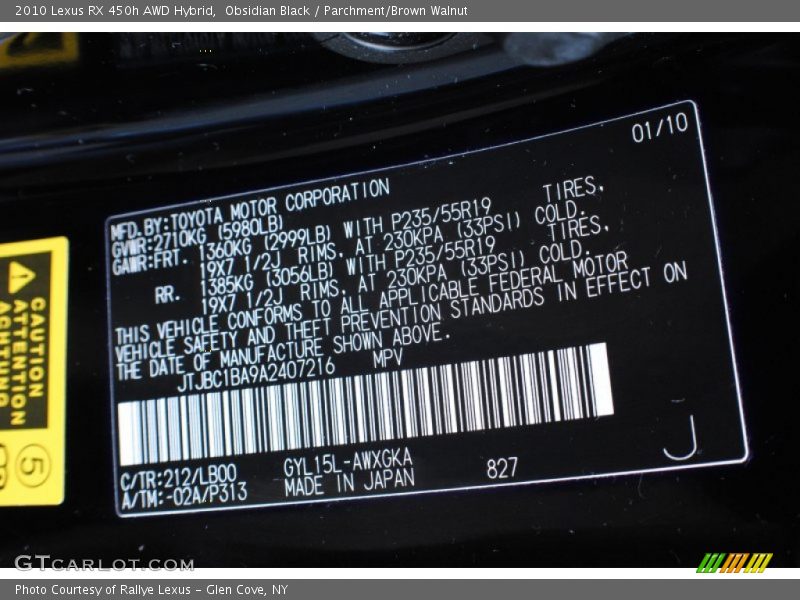 2010 Lexus RX 450h AWD Hybrid,  Obsidian Black / Parchment/Brown Walnut
01/10
MFD.BY:TOYOTA MOTOR CORPORATION
GVWR:2710KG (5980LB)
GAWR:FRT. 1360KG (2999LB) WITH P235/55R19 TIRES,
19X7 1/2J RIMS, AT 230KPA (33PSI) COLD.
RR. 1385KG (3056LB) WITH P235/55R19 TIRES,
19X7 1/2J RIMS, AT 230KPA (33PSI) COLD.
THIS VEHICLE CONFORMS TO ALL APPLICABLE FEDERAL MOTOR
VEHICLE SAFETY AND THEFT PREVENTION STANDARDS IN EFFECT ON
THE DATE OF MANUFACTURE SHOWN ABOVE.
JTJBC1BA9A2407216 MPV
C/TR:212/LB00 GYL15L-AWXGKA 827
A/TM:-02A/P313 MADE IN JAPAN
J
CAUTION
ATTENTION
ACHTUNG
5
GTCARLOT.COM
Photo Courtesy of Rallye Lexus - Glen Cove, NY